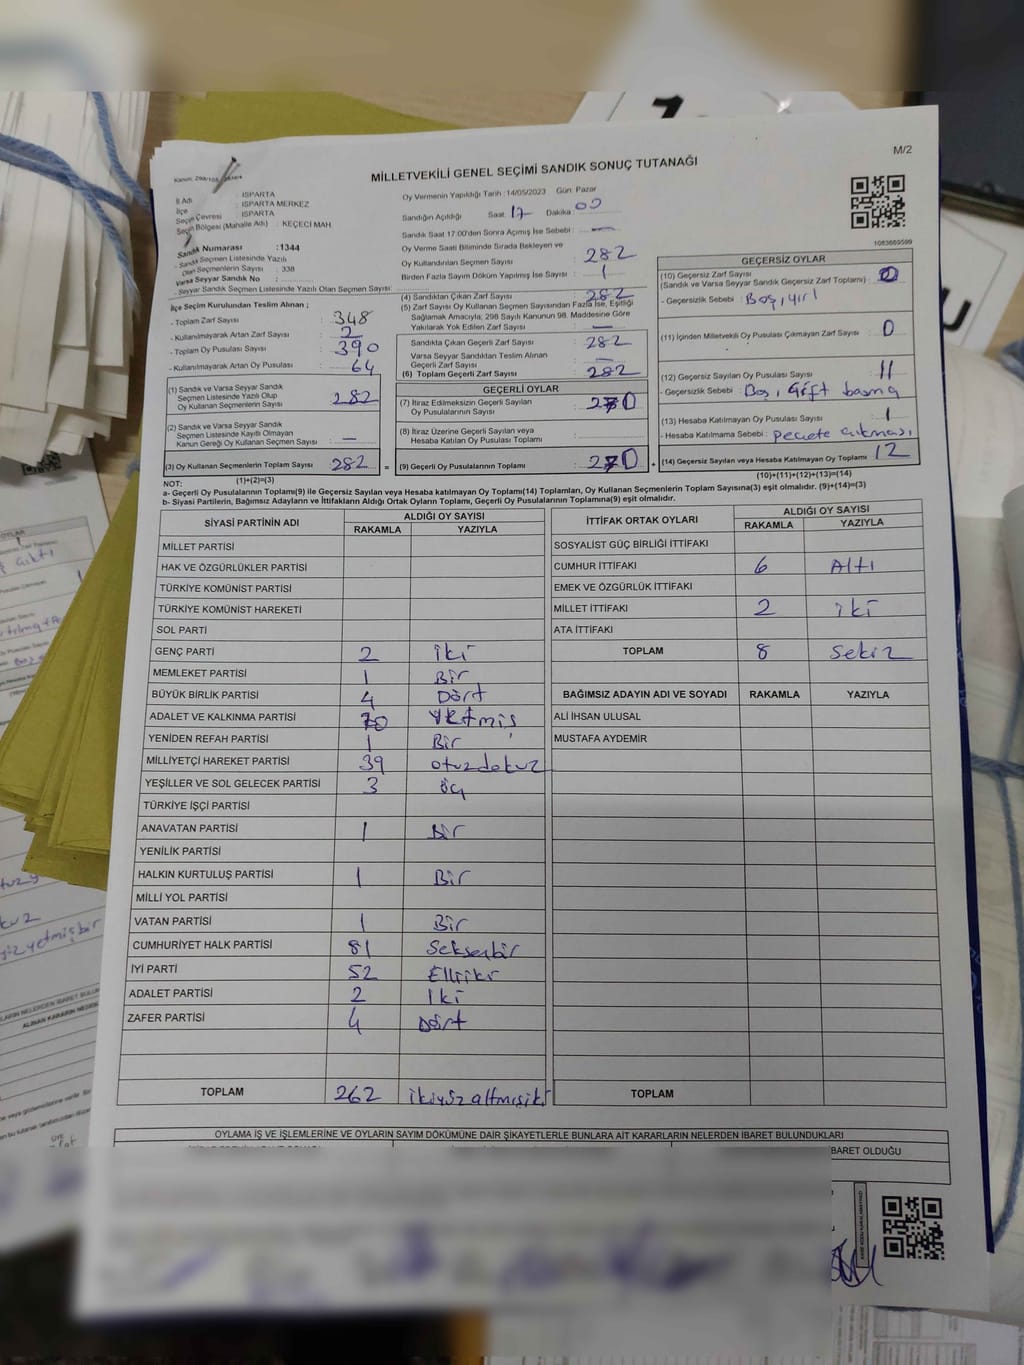 M/2
MİLLETVEKİLİ GENEL SEÇİMİ SANDIK SONUÇ TUTANAĞI
İl Adı : ISPARTA
İlçe : ISPARTA MERKEZ
Seçim Çevresi : ISPARTA
Seçim Bölgesi (Mahalle Adı) : KEÇECİ MAH.
Sandık Numarası : 1344
- Sandık Seçmen Listesinde Yazılı
Olan Seçmenlerin Sayısı : 338
Varsa Seyyar Sandık No :
- Seyyar Sandık Seçmen Listesinde Yazılı Olan Seçmen Sayısı :
Oy Vermenin Yapıldığı Tarih : 14/05/2023 Gün: Pazar
Sandığın Açıldığı Saat: 17 Dakika: 00
Sandık Saat 17.00'den Sonra Açılmış İse Sebebi : —
Oy Verme Saati Bitiminde Sırada Bekleyen ve
Oy Kullandırılan Seçmen Sayısı : 282
Birden Fazla Sayım Döküm Yapılmış İse Sayısı : 1
(4) Sandıktan Çıkan Zarf Sayısı : 282
(5) Zarf Sayısı Oy Kullanan Seçmen Sayısından Fazla İse, Eşitliği
Sağlamak Amacıyla, 298 Sayılı Kanunun 98. Maddesine Göre
Yakılarak Yok Edilen Zarf Sayısı : —
Sandıkta Çıkan Geçerli Zarf Sayısı : 282
Varsa Seyyar Sandıktan Teslim Alınan
Geçerli Zarf Sayısı : —
(6) Toplam Geçerli Zarf Sayısı : 282
1083669599
İlçe Seçim Kurulundan Teslim Alınan ;
- Toplam Zarf Sayısı : 348
- Kullanılmayarak Artan Zarf Sayısı : 2
- Toplam Oy Pusulası Sayısı : 390
- Kullanılmayarak Artan Oy Pusulası : 64
(1) Sandık ve Varsa Seyyar Sandık
Seçmen Listesinde Yazılı Olup
Oy Kullanan Seçmenlerin Sayısı : 282
(2) Sandık ve Varsa Seyyar Sandık
Seçmen Listesinde Kayıtlı Olmayan
Kanun Gereği Oy Kullanan Seçmen Sayısı : —
(3) Oy Kullanan Seçmenlerin Toplam Sayısı : 282
(1)+(2)=(3)
GEÇERLİ OYLAR
(7) İtiraz Edilmeksizin Geçerli Sayılan
Oy Pusulalarının Sayısı : 270
(8) İtiraz Üzerine Geçerli Sayılan veya
Hesaba Katılan Oy Pusulası Toplamı :
= (9) Geçerli Oy Pusulalarının Toplamı : 270 +
GEÇERSİZ OYLAR
(10) Geçersiz Zarf Sayısı : 0
(Sandık ve Varsa Seyyar Sandık Geçersiz Zarf Toplamı)
- Geçersizlik Sebebi : Boş, yırı
(11) İçinden Milletvekili Oy Pusulası Çıkmayan Zarf Sayısı : 0
(12) Geçersiz Sayılan Oy Pusulası Sayısı : 11
- Geçersizlik Sebebi : Boş, Çift basma
(13) Hesaba Katılmayan Oy Pusulası Sayısı : 1
- Hesaba Katılmama Sebebi : peçete çıkması
(14) Geçersiz Sayılan veya Hesaba Katılmayan Oy Toplamı : 12
(10)+(11)+(12)+(13)=(14)
NOT:
a- Geçerli Oy Pusulalarının Toplamı(9) ile Geçersiz Sayılan veya Hesaba katılmayan Oy Toplamı(14) Toplamları, Oy Kullanan Seçmenlerin Toplam Sayısına(3) eşit olmalıdır. (9)+(14)=(3)
b- Siyasi Partilerin, Bağımsız Adayların ve İttifakların Aldığı Ortak Oyların Toplamı, Geçerli Oy Pusulalarının Toplamına(9) eşit olmalıdır.
SİYASİ PARTİNİN ADI ALDIĞI OY SAYISI
RAKAMLA YAZIYLA
MİLLET PARTİSİ
HAK VE ÖZGÜRLÜKLER PARTİSİ
TÜRKİYE KOMÜNİST PARTİSİ
TÜRKİYE KOMÜNİST HAREKETİ
SOL PARTİ
GENÇ PARTİ 2 iki
MEMLEKET PARTİSİ 1 Bir
BÜYÜK BİRLİK PARTİSİ 4 Dört
ADALET VE KALKINMA PARTİSİ 70 Yetmiş
YENİDEN REFAH PARTİSİ 1 Bir
MİLLİYETÇİ HAREKET PARTİSİ 39 otuzdokuz
YEŞİLLER VE SOL GELECEK PARTİSİ 3 üç
TÜRKİYE İŞÇİ PARTİSİ
ANAVATAN PARTİSİ 1 Bir
YENİLİK PARTİSİ
HALKIN KURTULUŞ PARTİSİ 1 Bir
MİLLİ YOL PARTİSİ
VATAN PARTİSİ 1 Bir
CUMHURİYET HALK PARTİSİ 81 Seksenbir
İYİ PARTİ 52 Elliiki
ADALET PARTİSİ 2 İki
ZAFER PARTİSİ 4 Dört
TOPLAM 262 ikiyüzaltmışiki
İTTİFAK ORTAK OYLARI ALDIĞI OY SAYISI
RAKAMLA YAZIYLA
SOSYALİST GÜÇ BİRLİĞİ İTTİFAKI
CUMHUR İTTİFAKI 6 Altı
EMEK VE ÖZGÜRLÜK İTTİFAKI
MİLLET İTTİFAKI 2 iki
ATA İTTİFAKI
TOPLAM 8 Sekiz
BAĞIMSIZ ADAYIN ADI VE SOYADI RAKAMLA YAZIYLA
ALİ İHSAN ULUSAL
MUSTAFA AYDEMİR
TOPLAM
OYLAMA İŞ VE İŞLEMLERİNE VE OYLARIN SAYIM DÖKÜMÜNE DAİR ŞİKAYETLERLE BUNLARA AİT KARARLARIN NELERDEN İBARET BULUNDUKLARI
BARET OLDUĞU